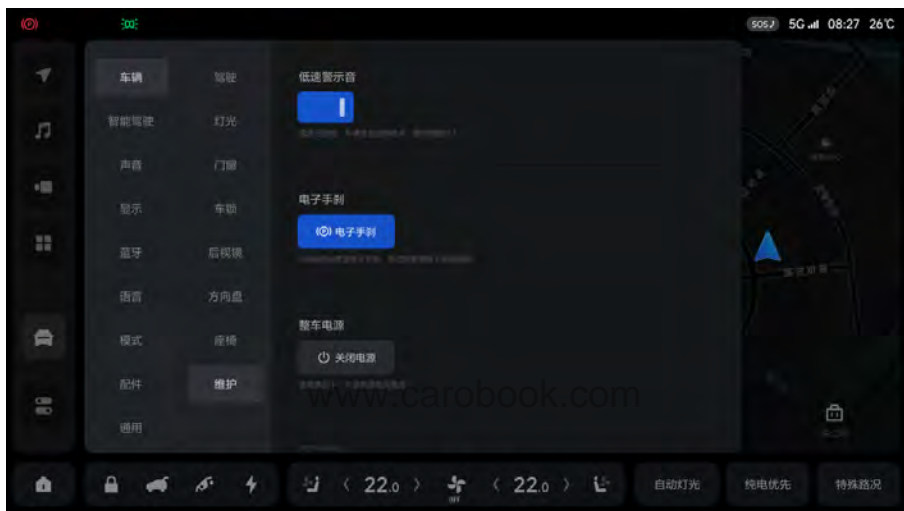 SOS 5G 08:27 26℃
车辆
驾驶
智能驾驶
灯光
声音
门窗
显示
车锁
蓝牙
后视镜
语言
方向盘
模式
座椅
配件
维护
通用
低速警示音
电子手刹
(P) 电子手刹
整车电源
关闭电源
www.carobook.com
22.0
OFF
22.0
自动灯光
纯电优先
特殊路况